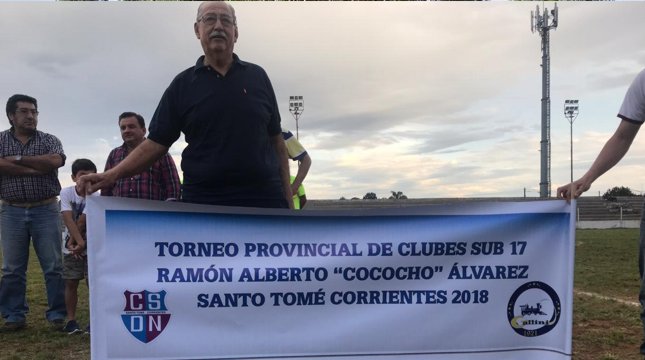 TORNEO PROVINCIAL DE CLUBES SUB 17
RAMÓN ALBERTO “COCOCHO” ÁLVAREZ
SANTO TOMÉ CORRIENTES 2018
CS
DN